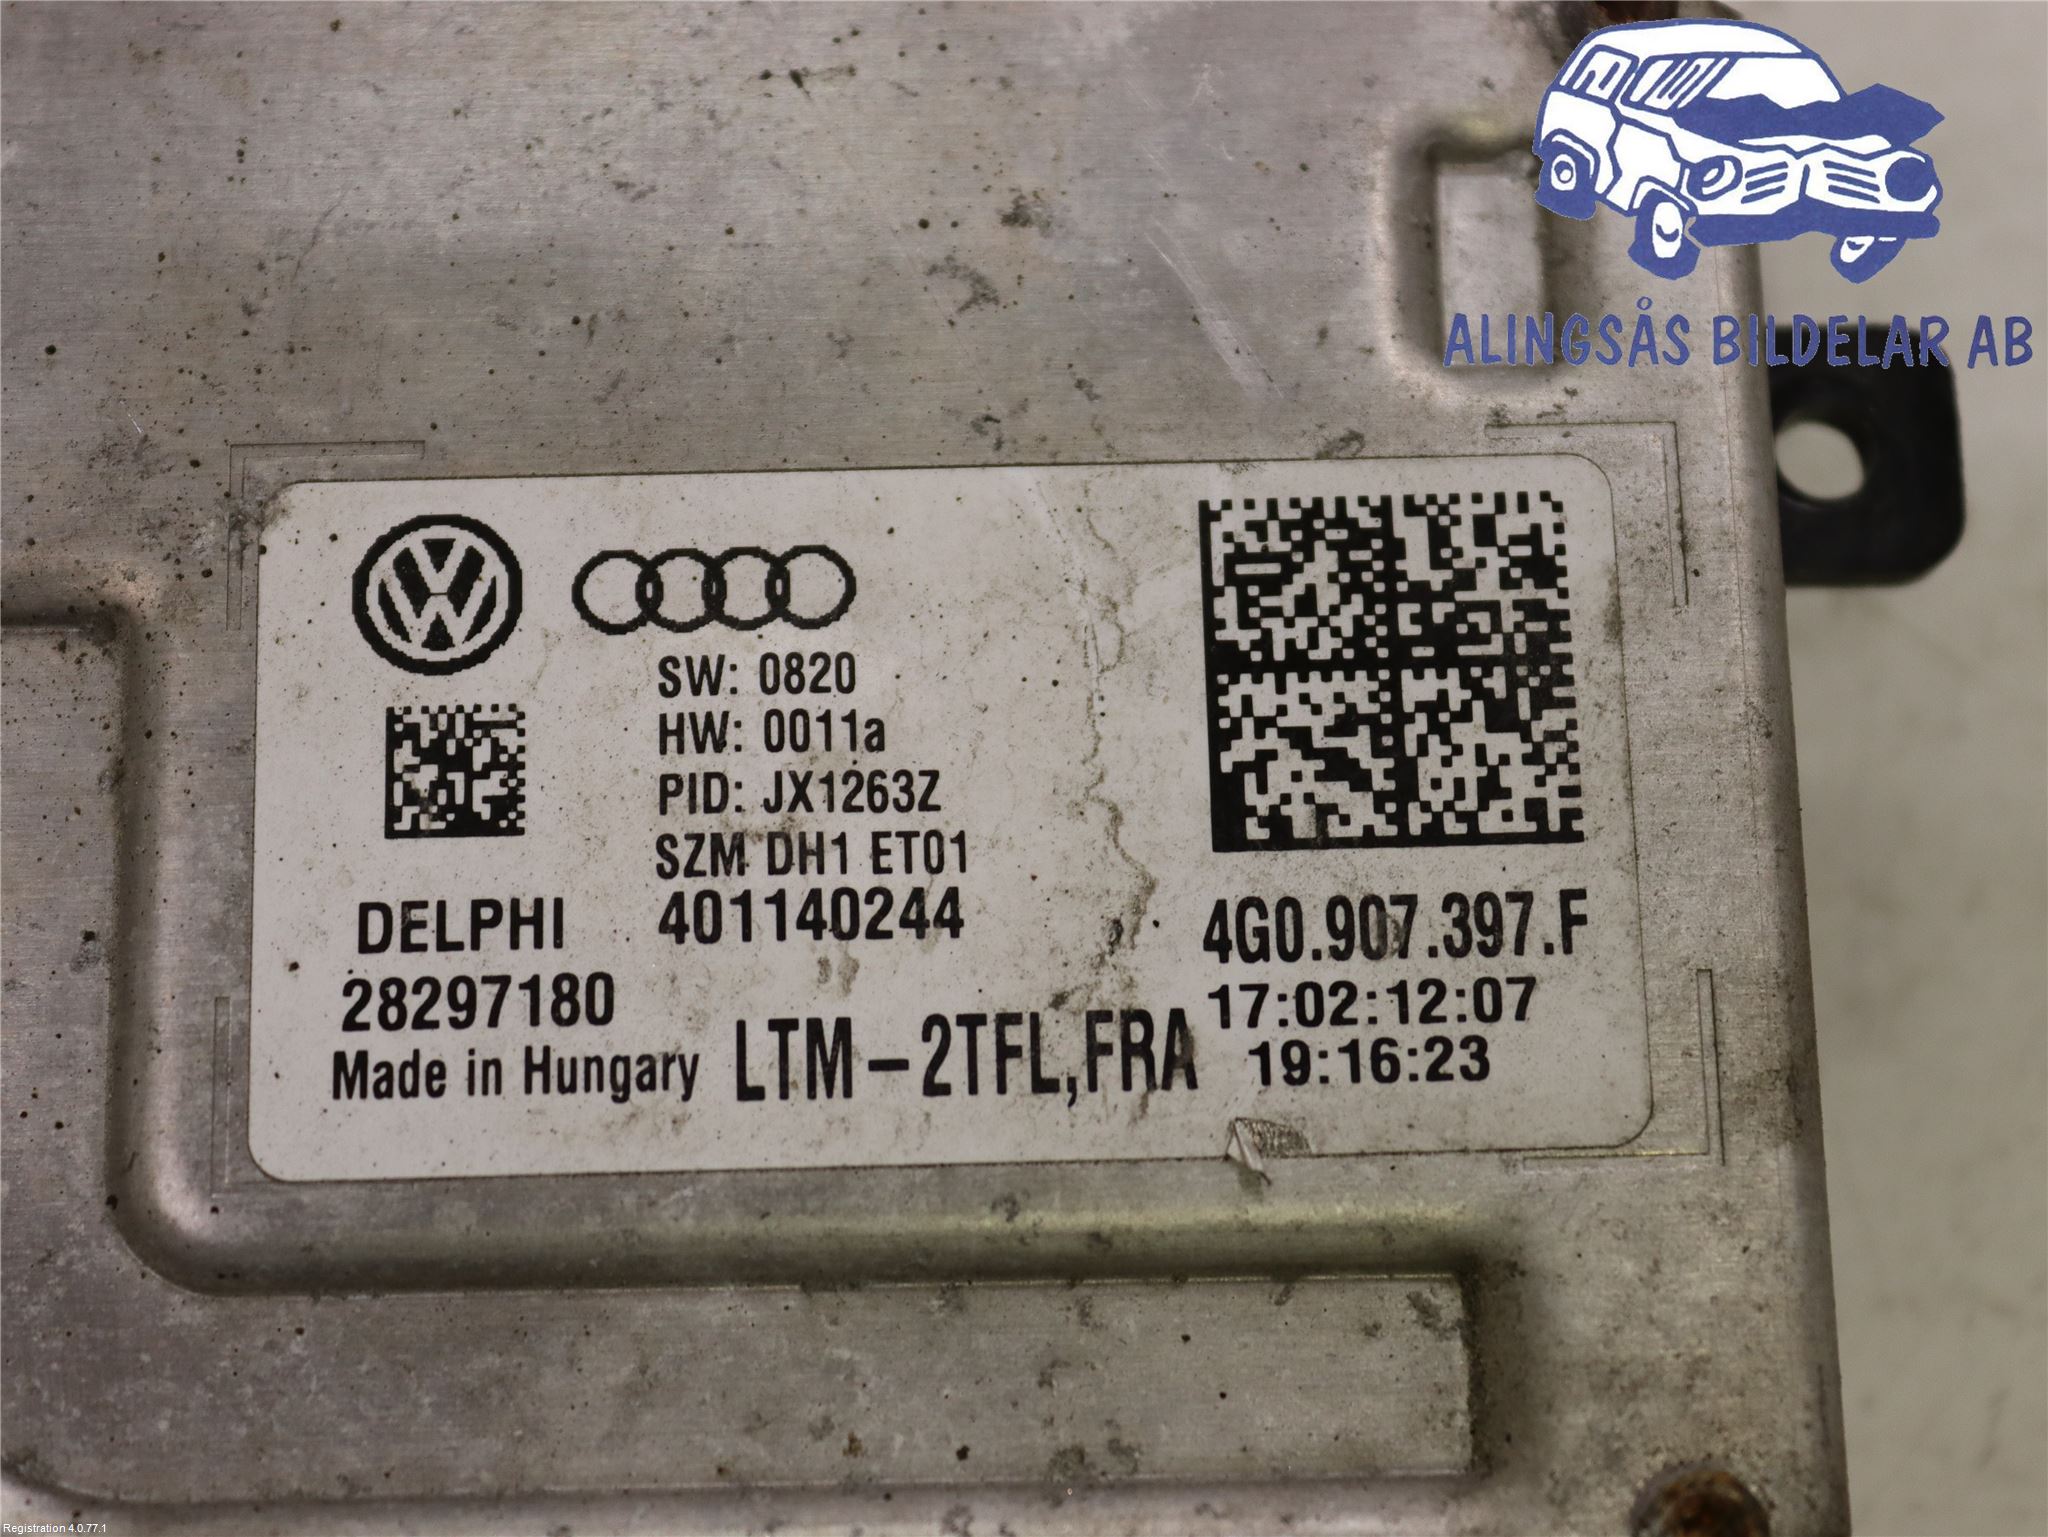 ALINGSÅS BILDELAR AB
SW: 0820
HW: 0011a
PID: JX1263Z
SZM DH1 ET01
401140244
DELPHI
28297180
Made in Hungary
LTM-2TFL,FRA
4G0.907.397.F
17:02:12:07
19:16:23
Registration 4.0.77.1